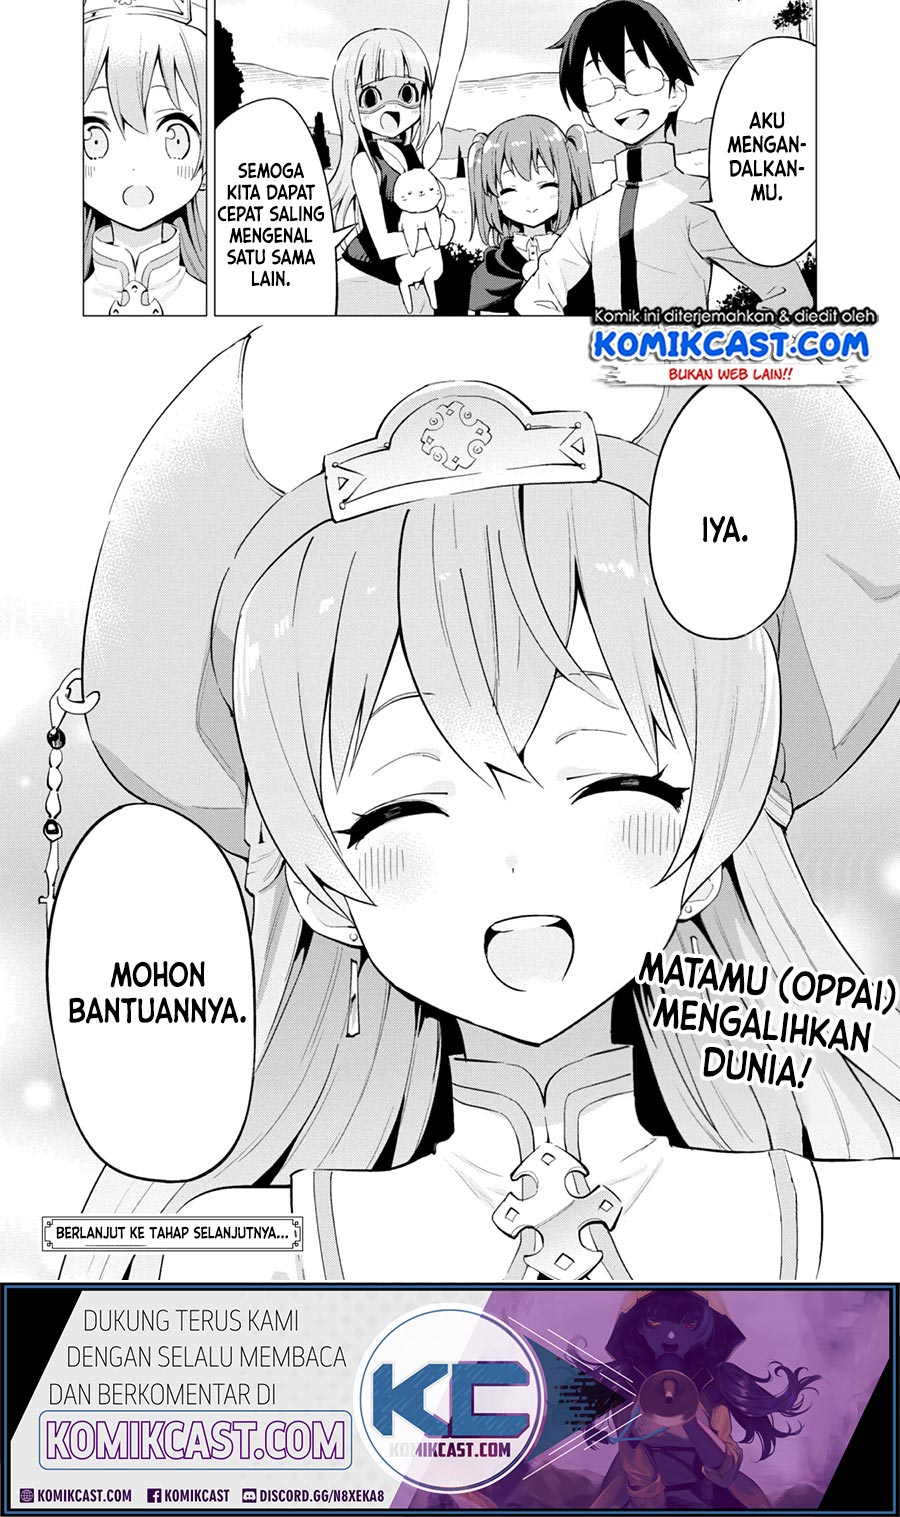 AKU
MENGAN-
DALKAN-
MU.
SEMOGA
KITA DAPAT
CEPAT SALING
MENGENAL
SATU SAMA
LAIN.
Komik ini diterjemahkan & diedit oleh
KOMIKCAST.COM
BUKAN WEB LAIN!!
IYA.
MOHON
BANTUANNYA.
MATAMU (OPPAI)
MENGALIHKAN
DUNIA!
BERLANJUT KE TAHAP SELANJUTNYA...
DUKUNG TERUS KAMI
DENGAN SELALU MEMBACA
DAN BERKOMENTAR DI
KOMIKCAST.COM
KC
KOMIKCAST.COM
KOMIKCAST.COM KOMIKCAST DISCORD.GG/N8XEKA8